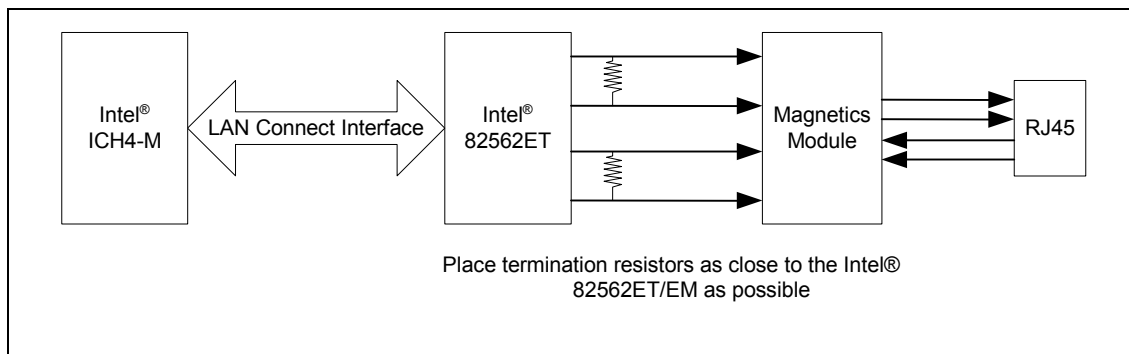 Intel®
ICH4-M
LAN Connect Interface
Intel®
82562ET
Magnetics
Module
RJ45
Place termination resistors as close to the Intel®
82562ET/EM as possible